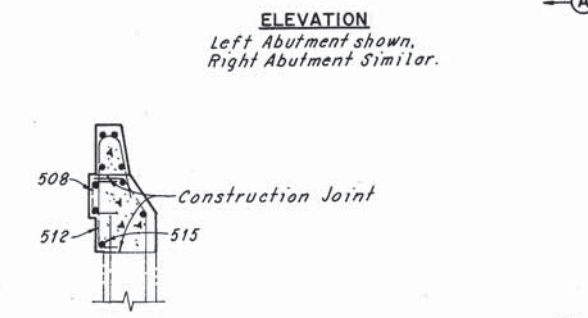 ELEVATION
A
Left Abutment shown,
Right Abutment Similar.
508
Construction Joint
512
515